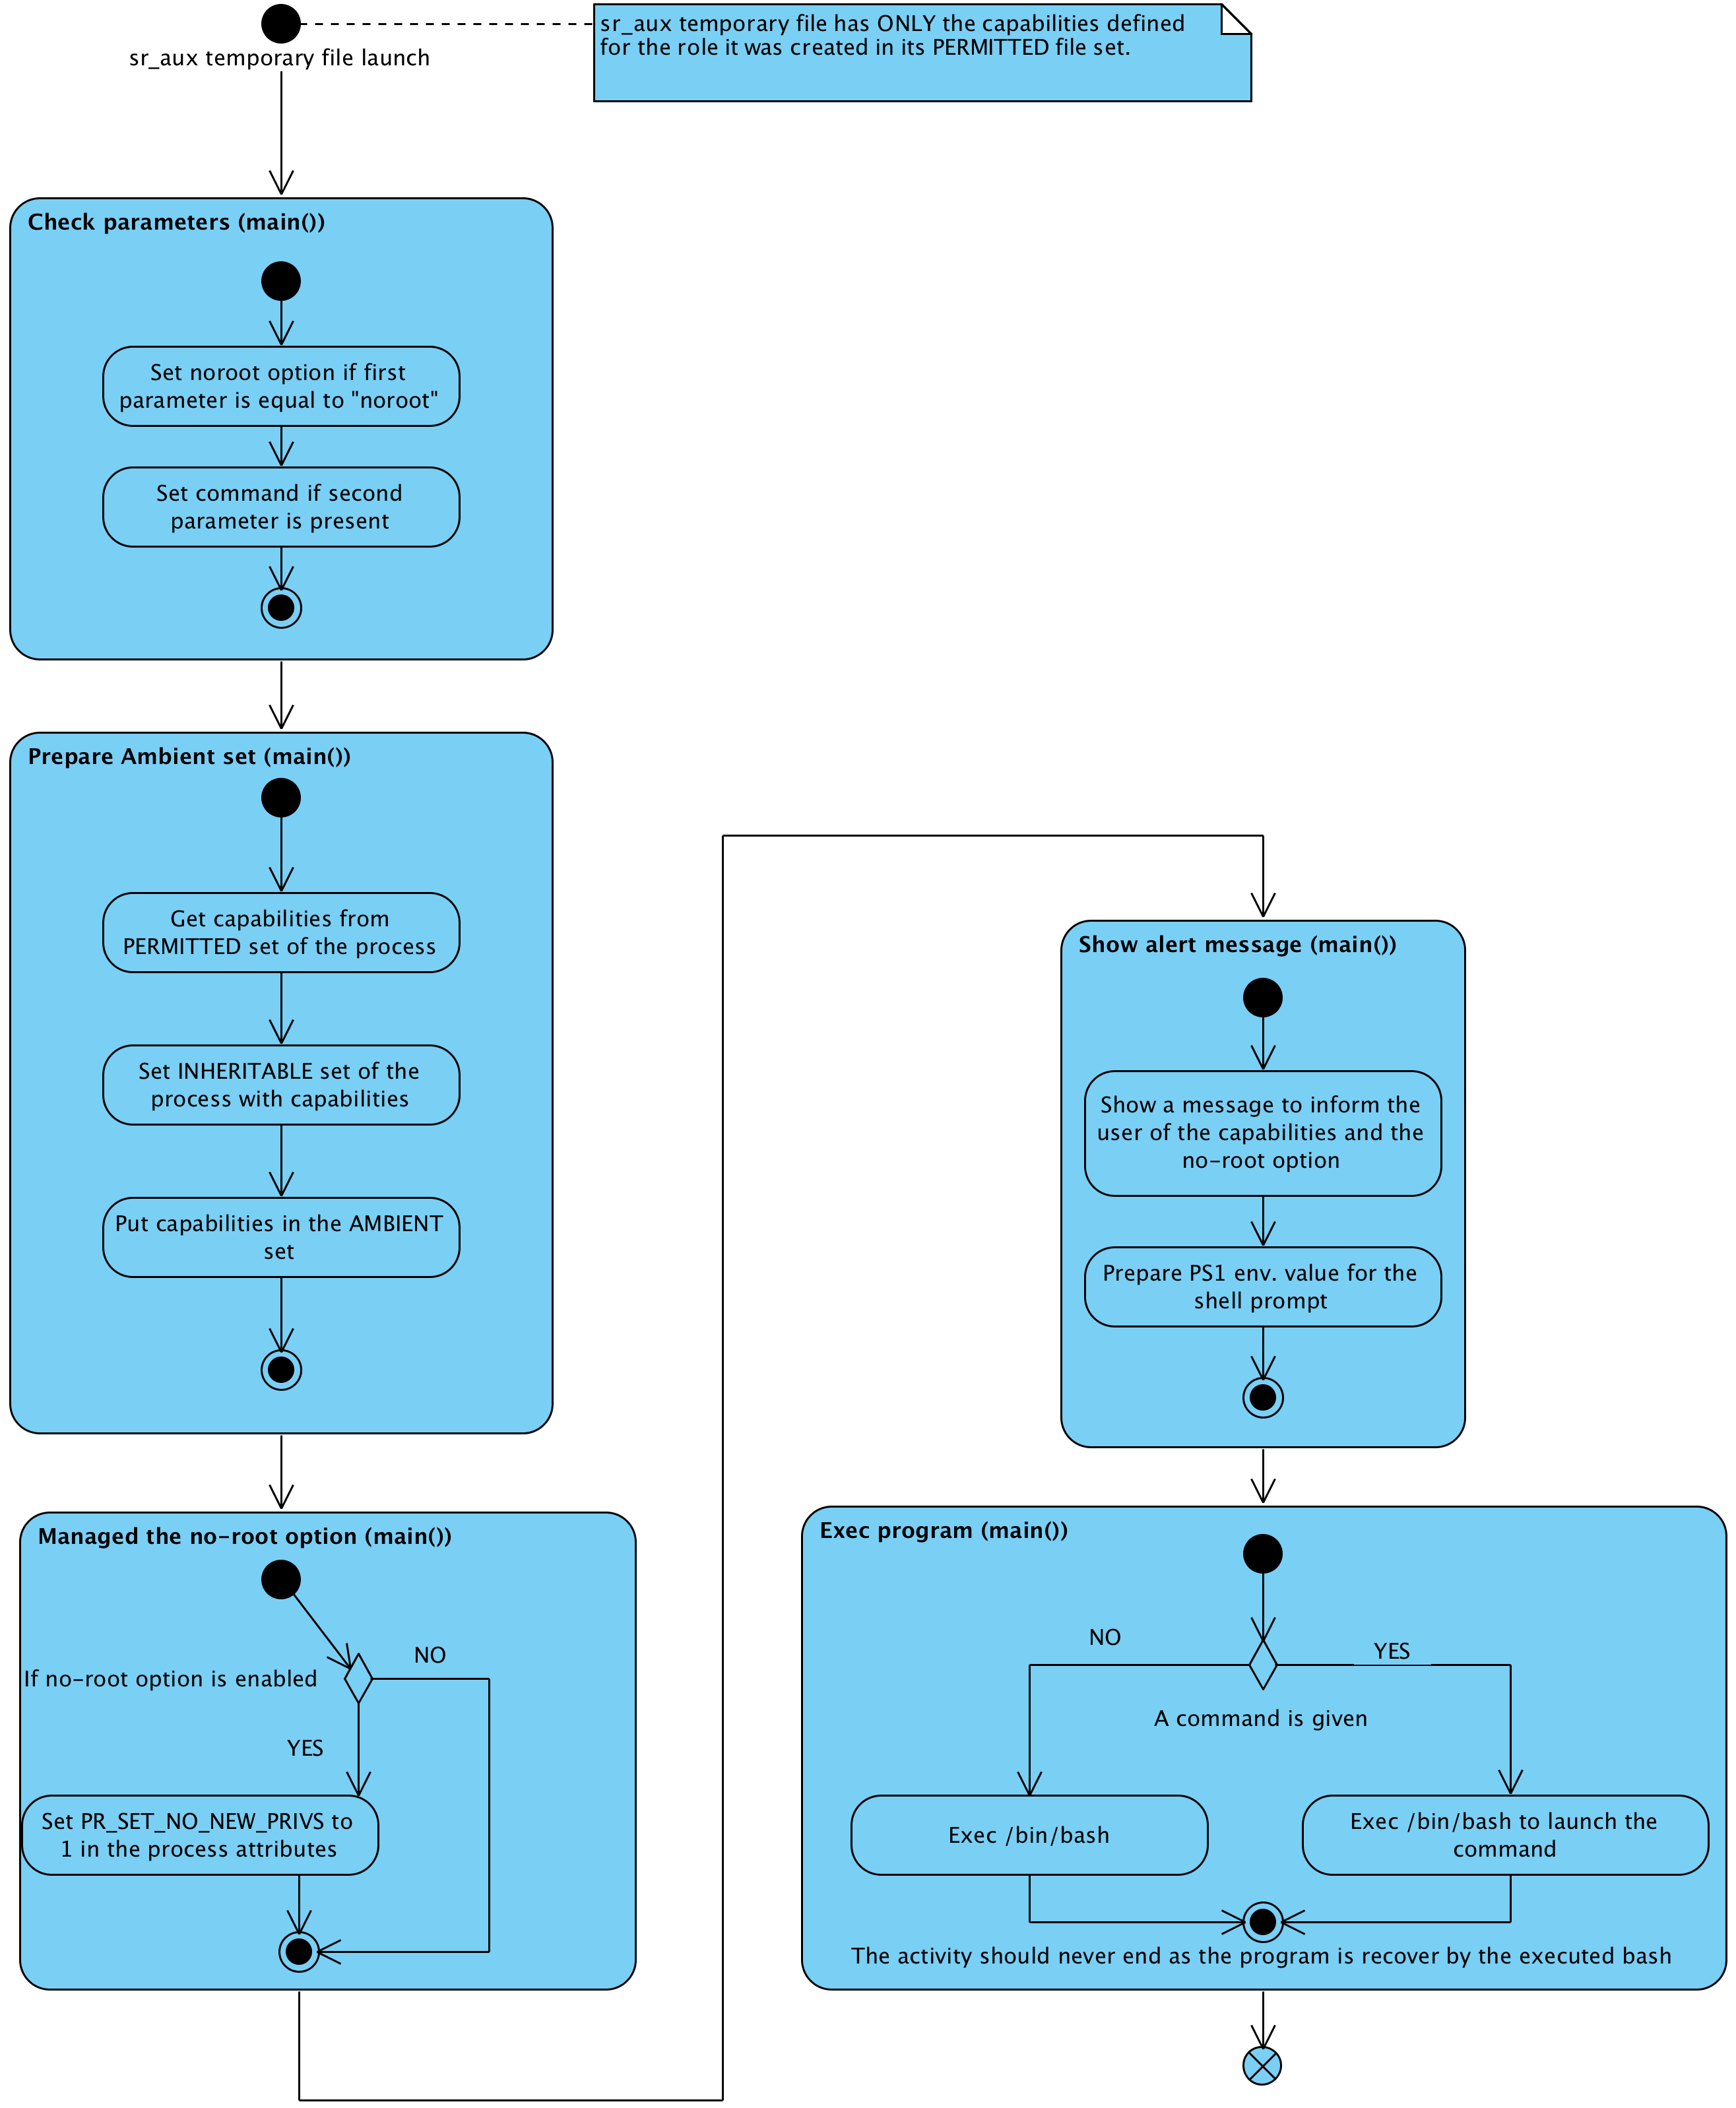 sr_aux temporary file launch
sr_aux temporary file has ONLY the capabilities defined
for the role it was created in its PERMITTED file set.
Check parameters (main())
Set noroot option if first
parameter is equal to "noroot"
Set command if second
parameter is present
Prepare Ambient set (main())
Get capabilities from
PERMITTED set of the process
Set INHERITABLE set of the
process with capabilities
Put capabilities in the AMBIENT
set
Managed the no-root option (main())
NO
If no-root option is enabled
YES
Set PR_SET_NO_NEW_PRIVS to
1 in the process attributes
Show alert message (main())
Show a message to inform the
user of the capabilities and the
no-root option
Prepare PS1 env. value for the
shell prompt
Exec program (main())
NO
YES
A command is given
Exec /bin/bash
Exec /bin/bash to launch the
command
The activity should never end as the program is recover by the executed bash